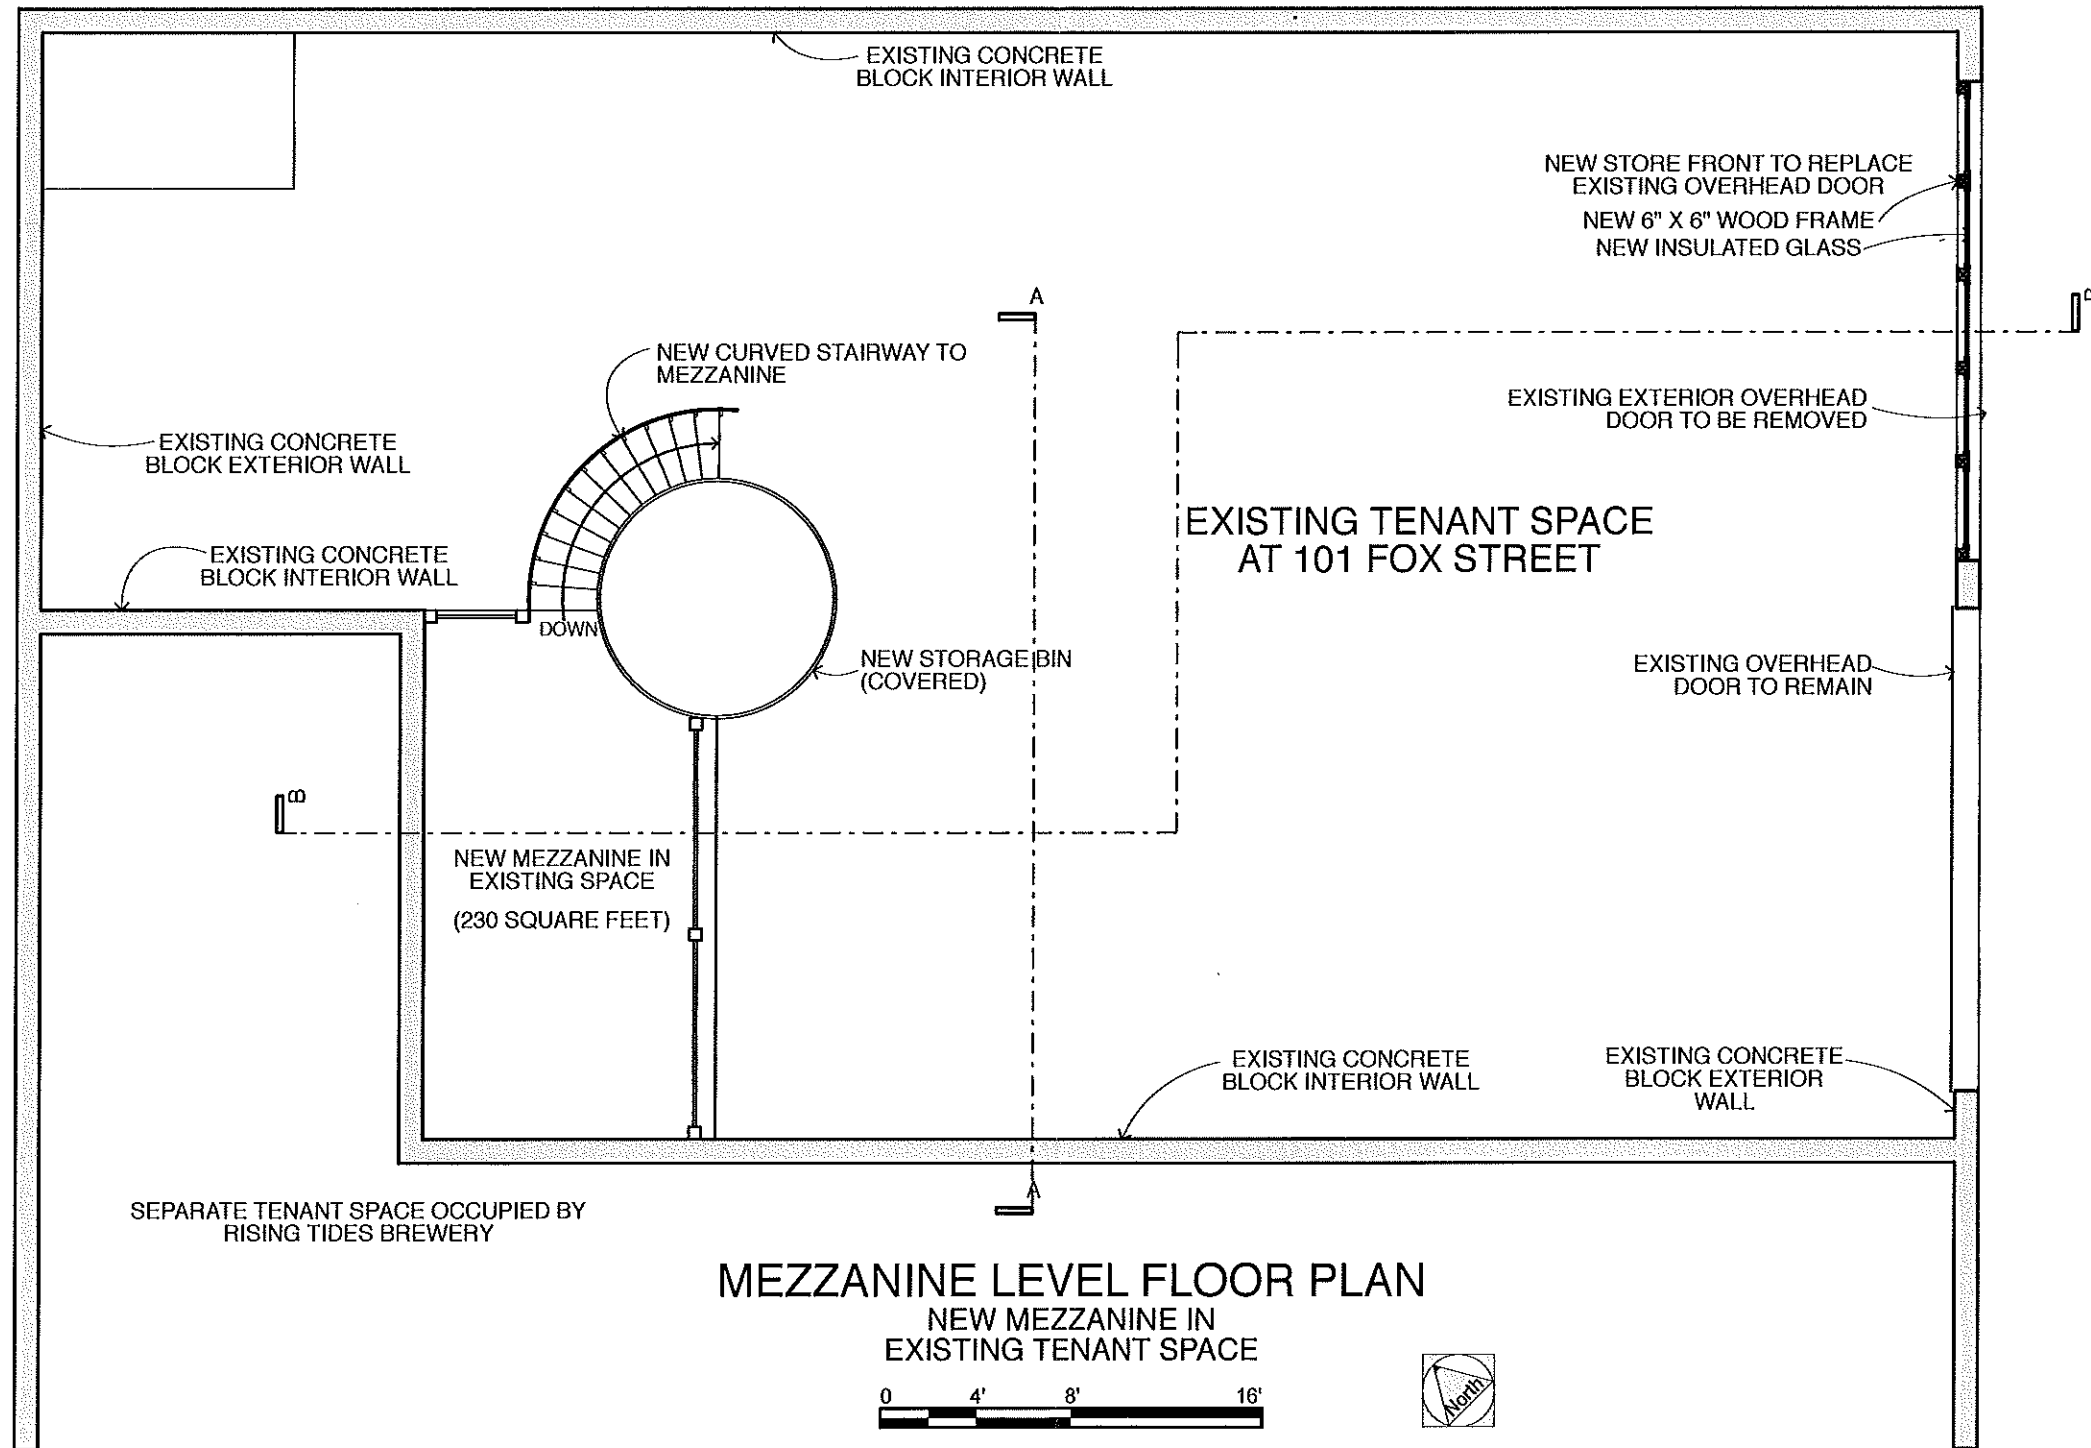 EXISTING CONCRETE
BLOCK INTERIOR WALL
NEW STORE FRONT TO REPLACE
EXISTING OVERHEAD DOOR
NEW 6" X 6" WOOD FRAME
NEW INSULATED GLASS
A
B
NEW CURVED STAIRWAY TO
MEZZANINE
EXISTING EXTERIOR OVERHEAD
DOOR TO BE REMOVED
EXISTING CONCRETE
BLOCK EXTERIOR WALL
EXISTING TENANT SPACE
AT 101 FOX STREET
EXISTING CONCRETE
BLOCK INTERIOR WALL
DOWN
NEW STORAGE BIN
(COVERED)
EXISTING OVERHEAD
DOOR TO REMAIN
B
NEW MEZZANINE IN
EXISTING SPACE
(230 SQUARE FEET)
EXISTING CONCRETE
BLOCK INTERIOR WALL
EXISTING CONCRETE
BLOCK EXTERIOR
WALL
A
SEPARATE TENANT SPACE OCCUPIED BY
RISING TIDES BREWERY
MEZZANINE LEVEL FLOOR PLAN
NEW MEZZANINE IN
EXISTING TENANT SPACE
0 4' 8' 16'
North